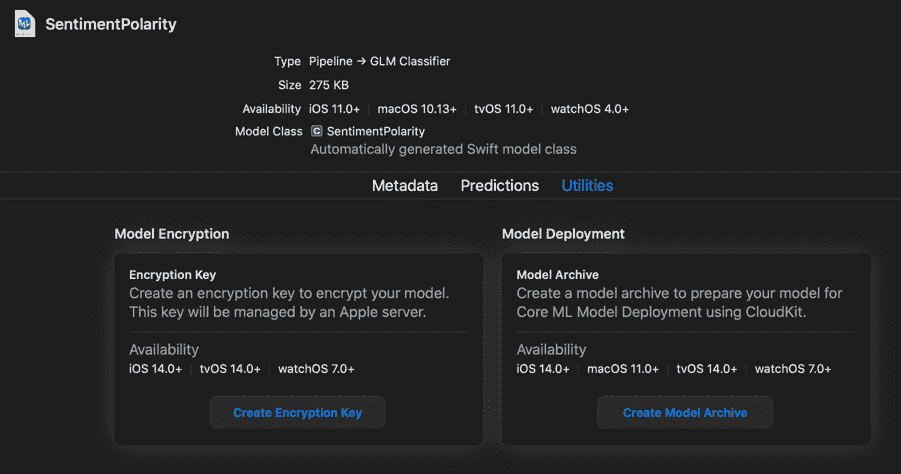 SentimentPolarity
Type Pipeline → GLM Classifier
Size 275 KB
Availability iOS 11.0+ macOS 10.13+ tvOS 11.0+ watchOS 4.0+
Model Class C SentimentPolarity
Automatically generated Swift model class
Metadata Predictions Utilities
Model Encryption
Encryption Key
Create an encryption key to encrypt your model.
This key will be managed by an Apple server.
Availability
iOS 14.0+ tvOS 14.0+ watchOS 7.0+
Create Encryption Key
Model Deployment
Model Archive
Create a model archive to prepare your model for
Core ML Model Deployment using CloudKit.
Availability
iOS 14.0+ macOS 11.0+ tvOS 14.0+ watchOS 7.0+
Create Model Archive